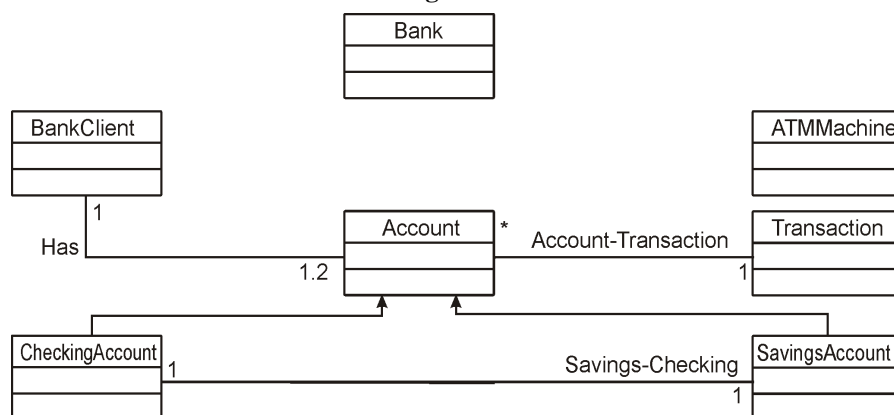 Bank
BankClient
ATMMachine
1
Has
Account
*
Account-Transaction
Transaction
1.2
1
CheckingAccount
1
Savings-Checking
SavingsAccount
1